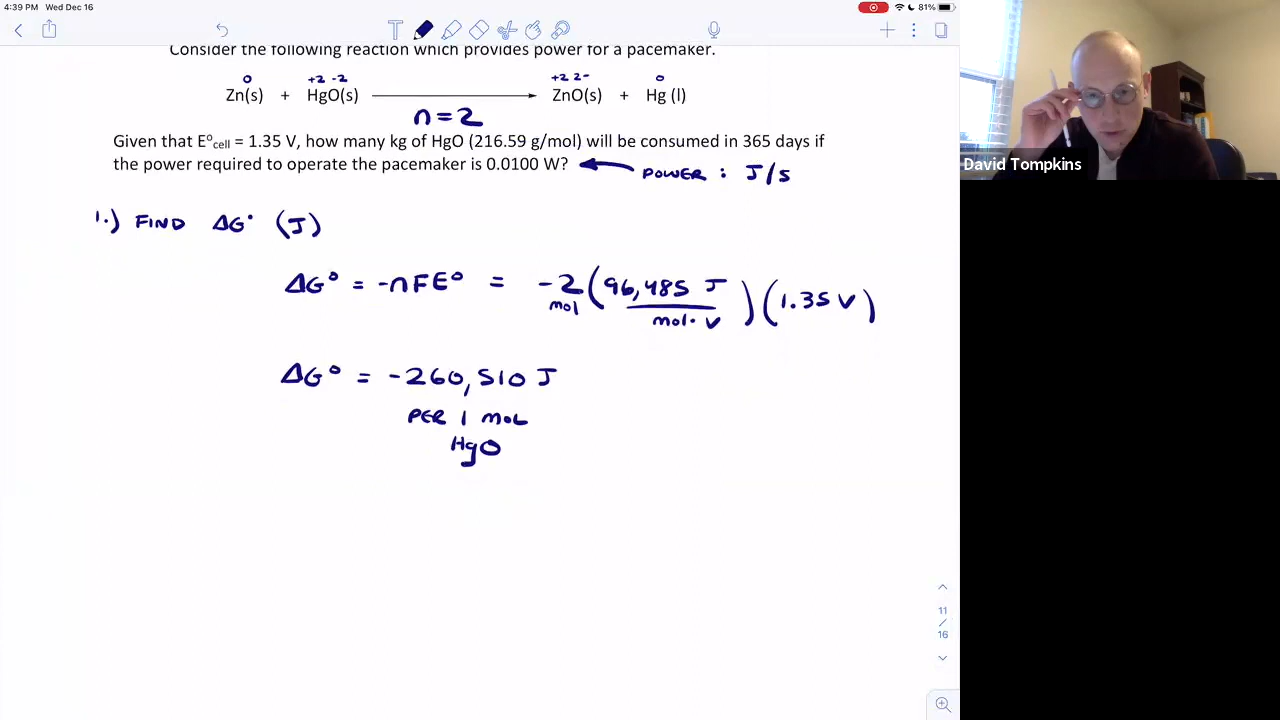 4:39 PM Wed Dec 16
81%
Consider the following reaction which provides power for a pacemaker.
0 +2 -2 +2 2- 0
Zn(s) + HgO(s) ZnO(s) + Hg (l)
n=2
Given that E°cell = 1.35 V, how many kg of HgO (216.59 g/mol) will be consumed in 365 days if
the power required to operate the pacemaker is 0.0100 W?
POWER : J/S
1.) FIND ΔG° (J)
ΔG° = -nFE° = -2 mol (96,485 J / mol·V) (1.35 V)
ΔG° = -260,510 J
PER 1 MOL
HgO
11
/
16
David Tompkins